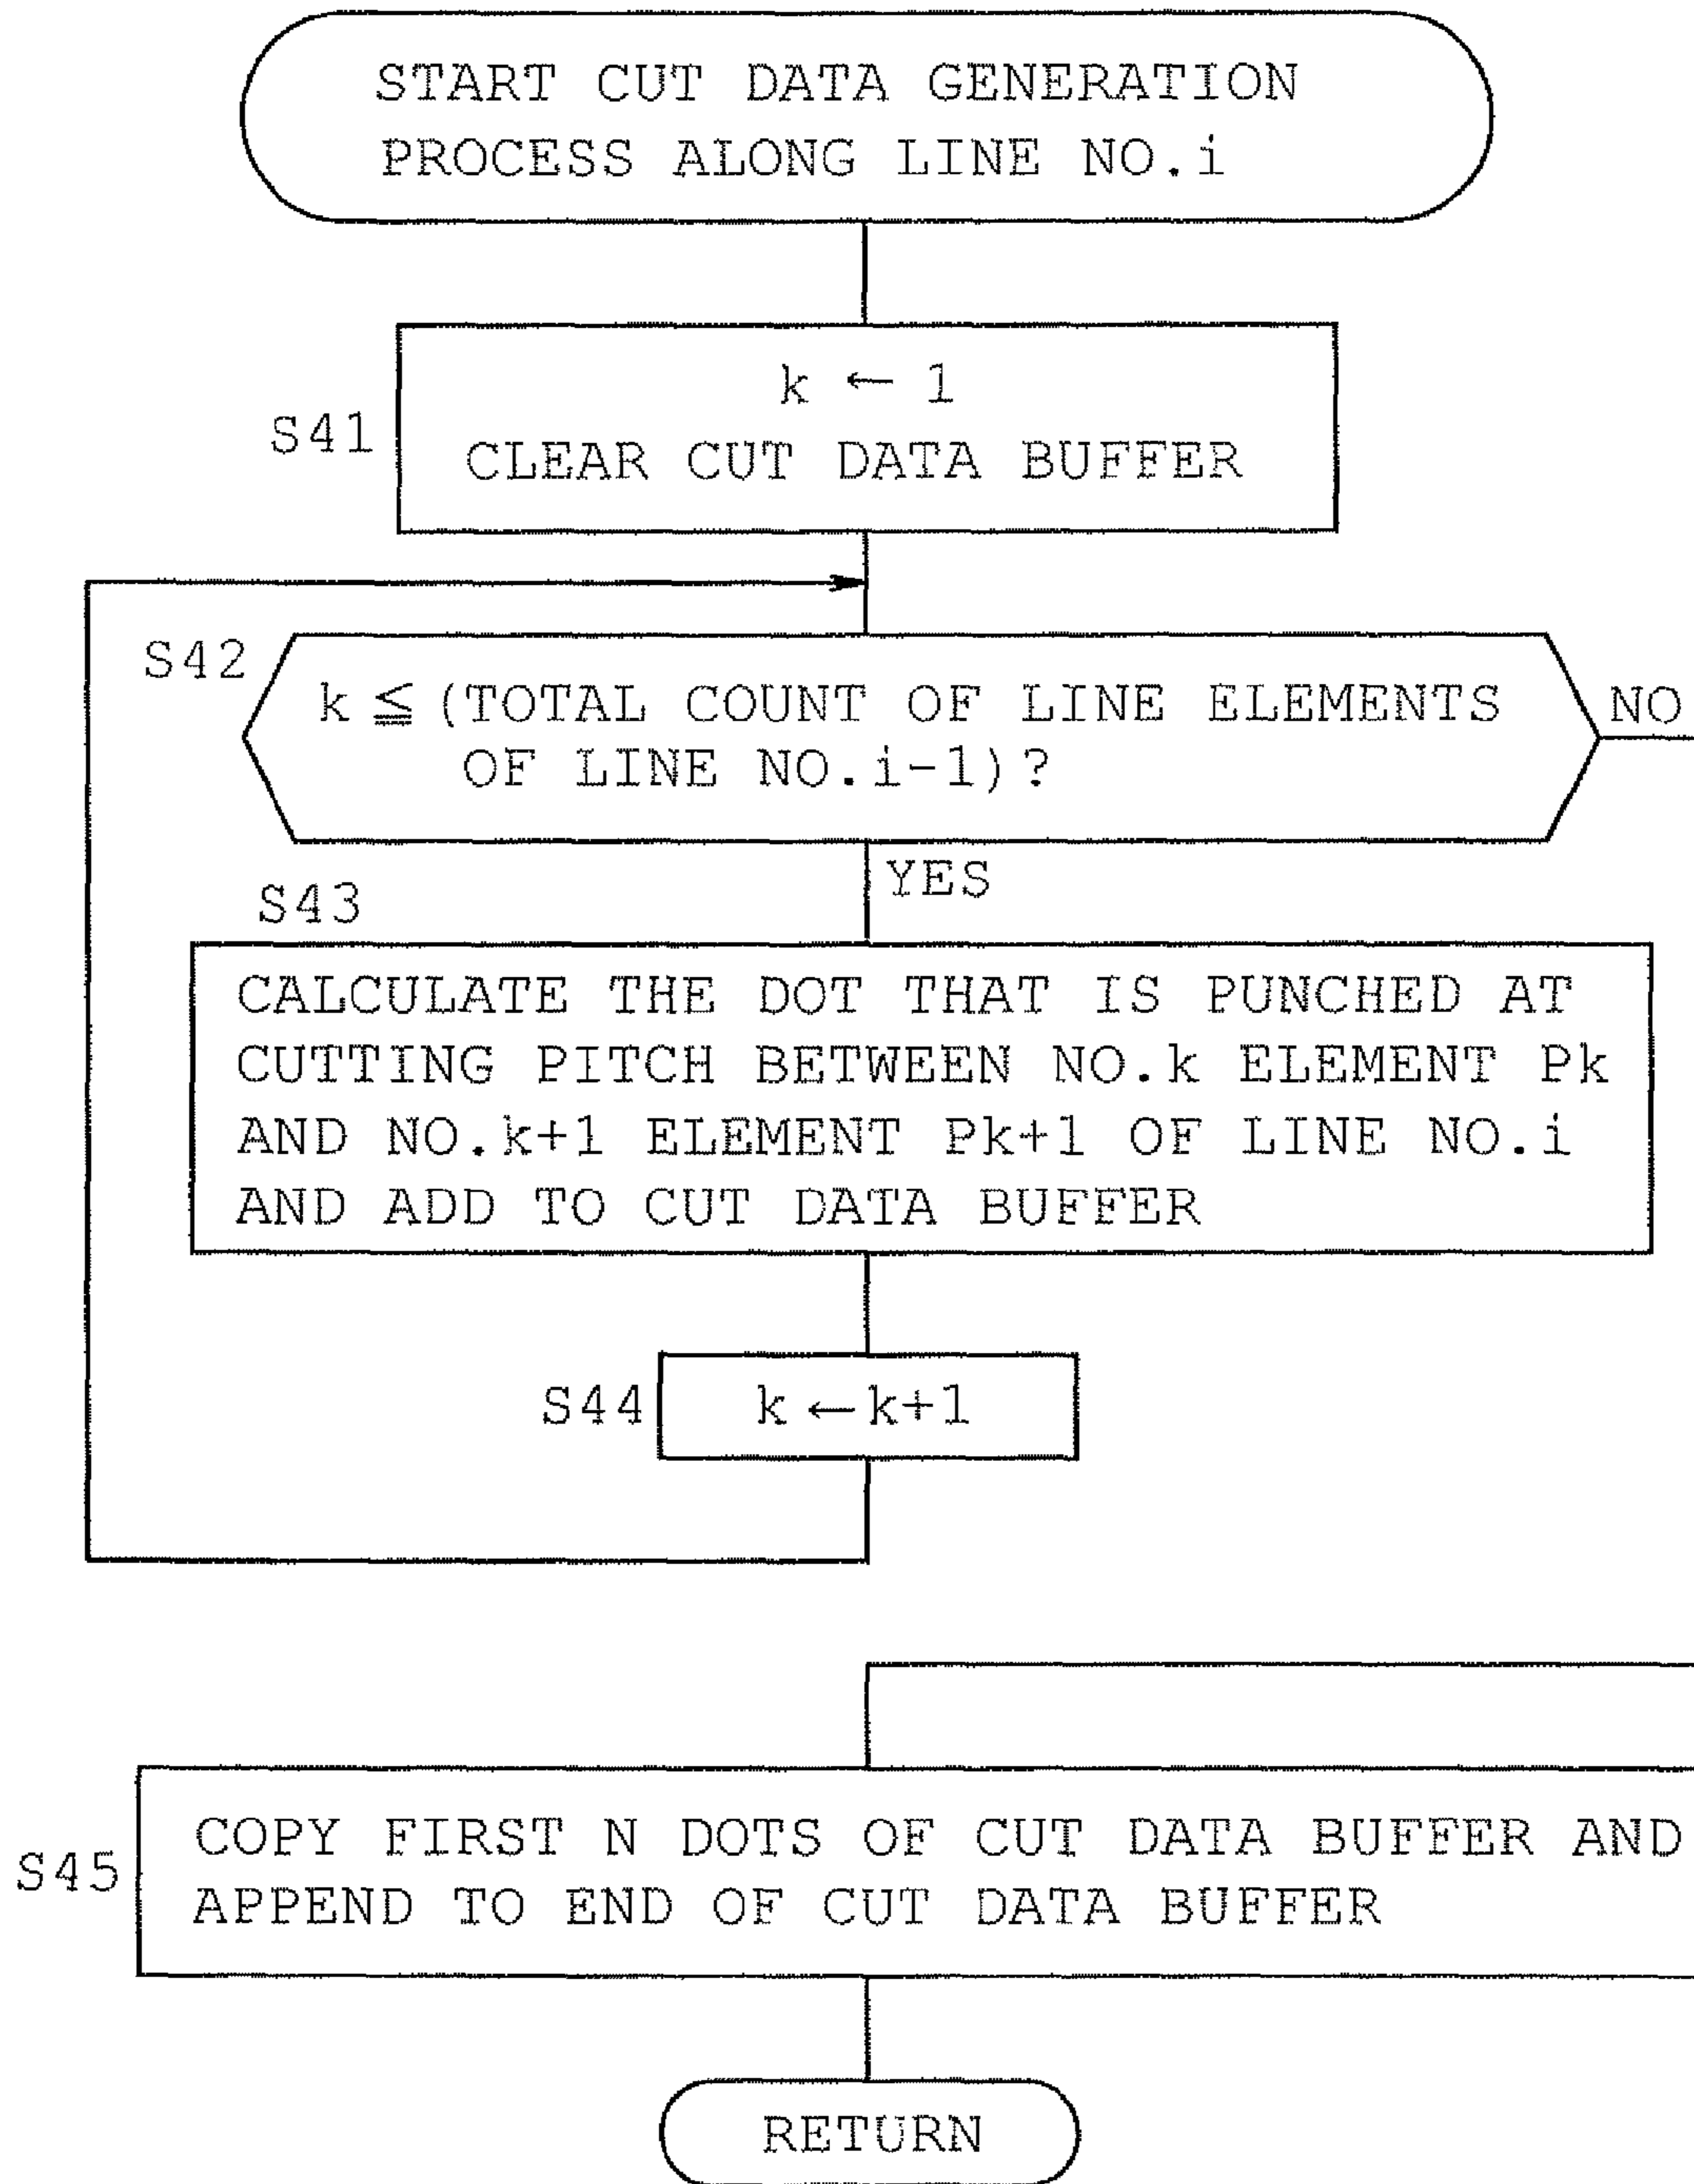 START CUT DATA GENERATION
PROCESS ALONG LINE NO.i
k ← 1
S41
CLEAR CUT DATA BUFFER
S42
k ≦ (TOTAL COUNT OF LINE ELEMENTS
NO
OF LINE NO.i-1)?
YES
S43
CALCULATE THE DOT THAT IS PUNCHED AT
CUTTING PITCH BETWEEN NO.k ELEMENT Pk
AND NO.k+1 ELEMENT Pk+1 OF LINE NO.i
AND ADD TO CUT DATA BUFFER
S44
k ← k+1
S45
COPY FIRST N DOTS OF CUT DATA BUFFER AND
APPEND TO END OF CUT DATA BUFFER
RETURN